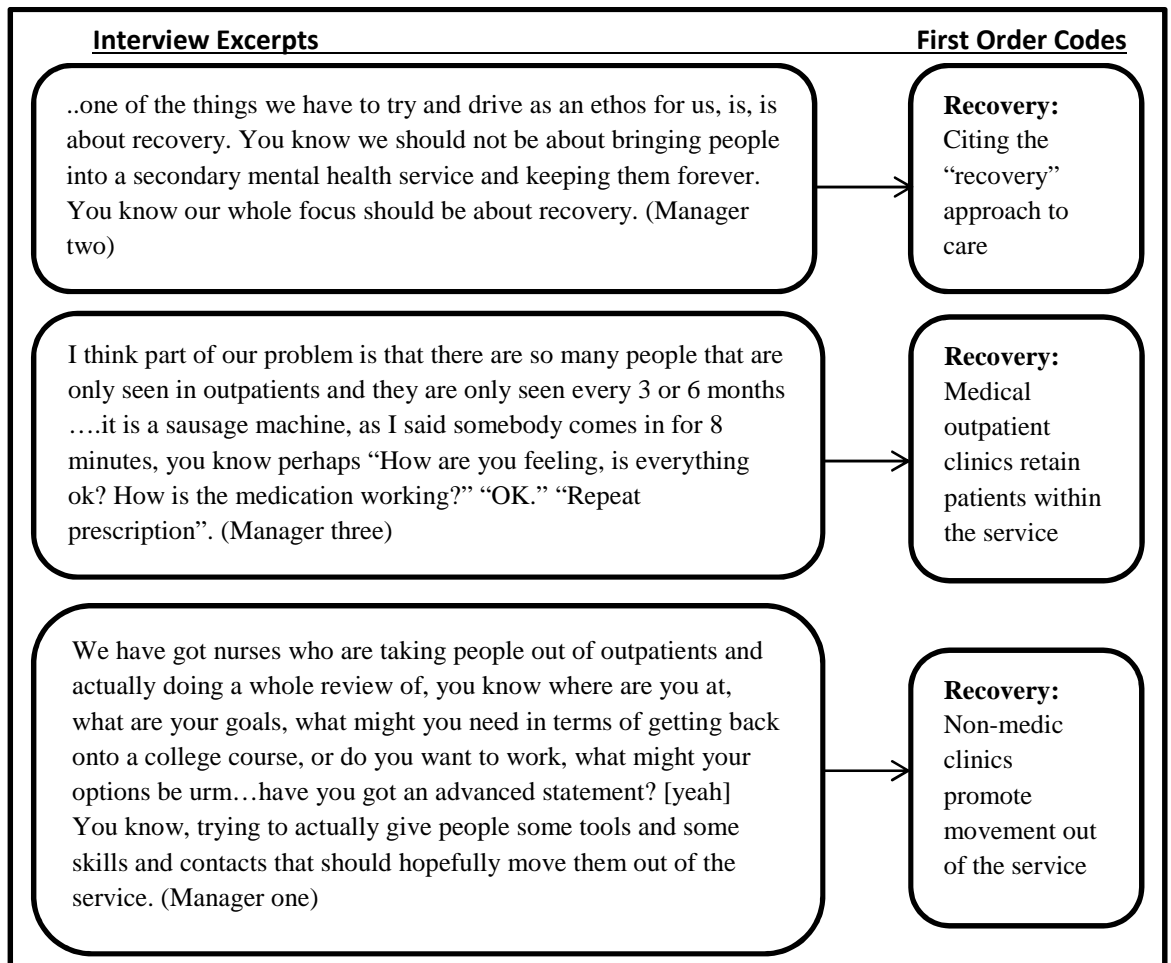 Interview Excerpts
First Order Codes
..one of the things we have to try and drive as an ethos for us, is, is
about recovery. You know we should not be about bringing people
into a secondary mental health service and keeping them forever.
You know our whole focus should be about recovery. (Manager
two)
Recovery:
Citing the
“recovery”
approach to
care
I think part of our problem is that there are so many people that are
only seen in outpatients and they are only seen every 3 or 6 months
….it is a sausage machine, as I said somebody comes in for 8
minutes, you know perhaps “How are you feeling, is everything
ok? How is the medication working?” “OK.” “Repeat
prescription”. (Manager three)
Recovery:
Medical
outpatient
clinics retain
patients within
the service
We have got nurses who are taking people out of outpatients and
actually doing a whole review of, you know where are you at,
what are your goals, what might you need in terms of getting back
onto a college course, or do you want to work, what might your
options be urm…have you got an advanced statement? [yeah]
You know, trying to actually give people some tools and some
skills and contacts that should hopefully move them out of the
service. (Manager one)
Recovery:
Non-medic
clinics
promote
movement out
of the service